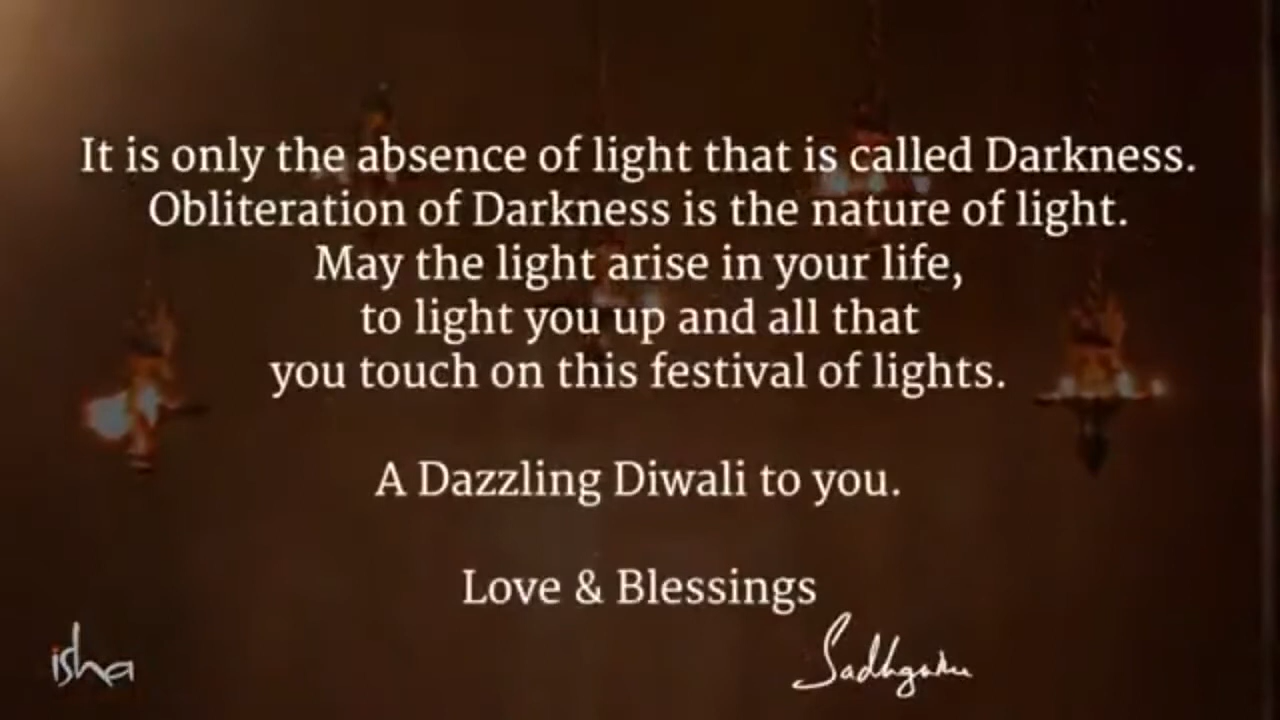 It is only the absence of light that is called Darkness.
Obliteration of Darkness is the nature of light.
May the light arise in your life,
to light you up and all that
you touch on this festival of lights.
A Dazzling Diwali to you.
Love & Blessings
Sadhguru
isha